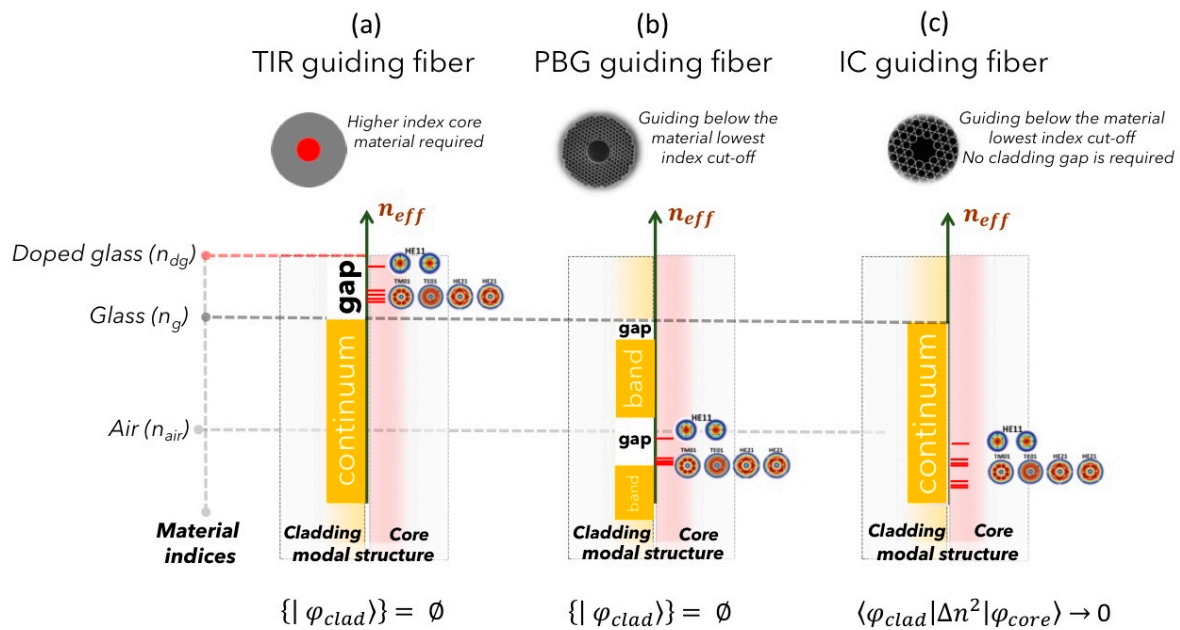 (a)
(b)
(c)
TIR guiding fiber
PBG guiding fiber
IC guiding fiber
Higher index core
material required
Guiding below the
material lowest
index cut-off
Guiding below the material
lowest index cut-off
No cladding gap is required
n_eff
n_eff
n_eff
Doped glass (n_dg)
Glass (n_g)
Air (n_air)
Material
indices
gap
continuum
HE11
TM01 TE01 HE21 HE21
Cladding Core
modal structure
gap
band
gap
band
HE11
TM01 TE01 HE21 HE21
Cladding Core
modal structure
continuum
HE11
TM01 TE01 HE21 HE21
Cladding Core
modal structure
{| φ_clad⟩} = ∅
{| φ_clad⟩} = ∅
⟨φ_clad|Δn²|φ_core⟩ → 0